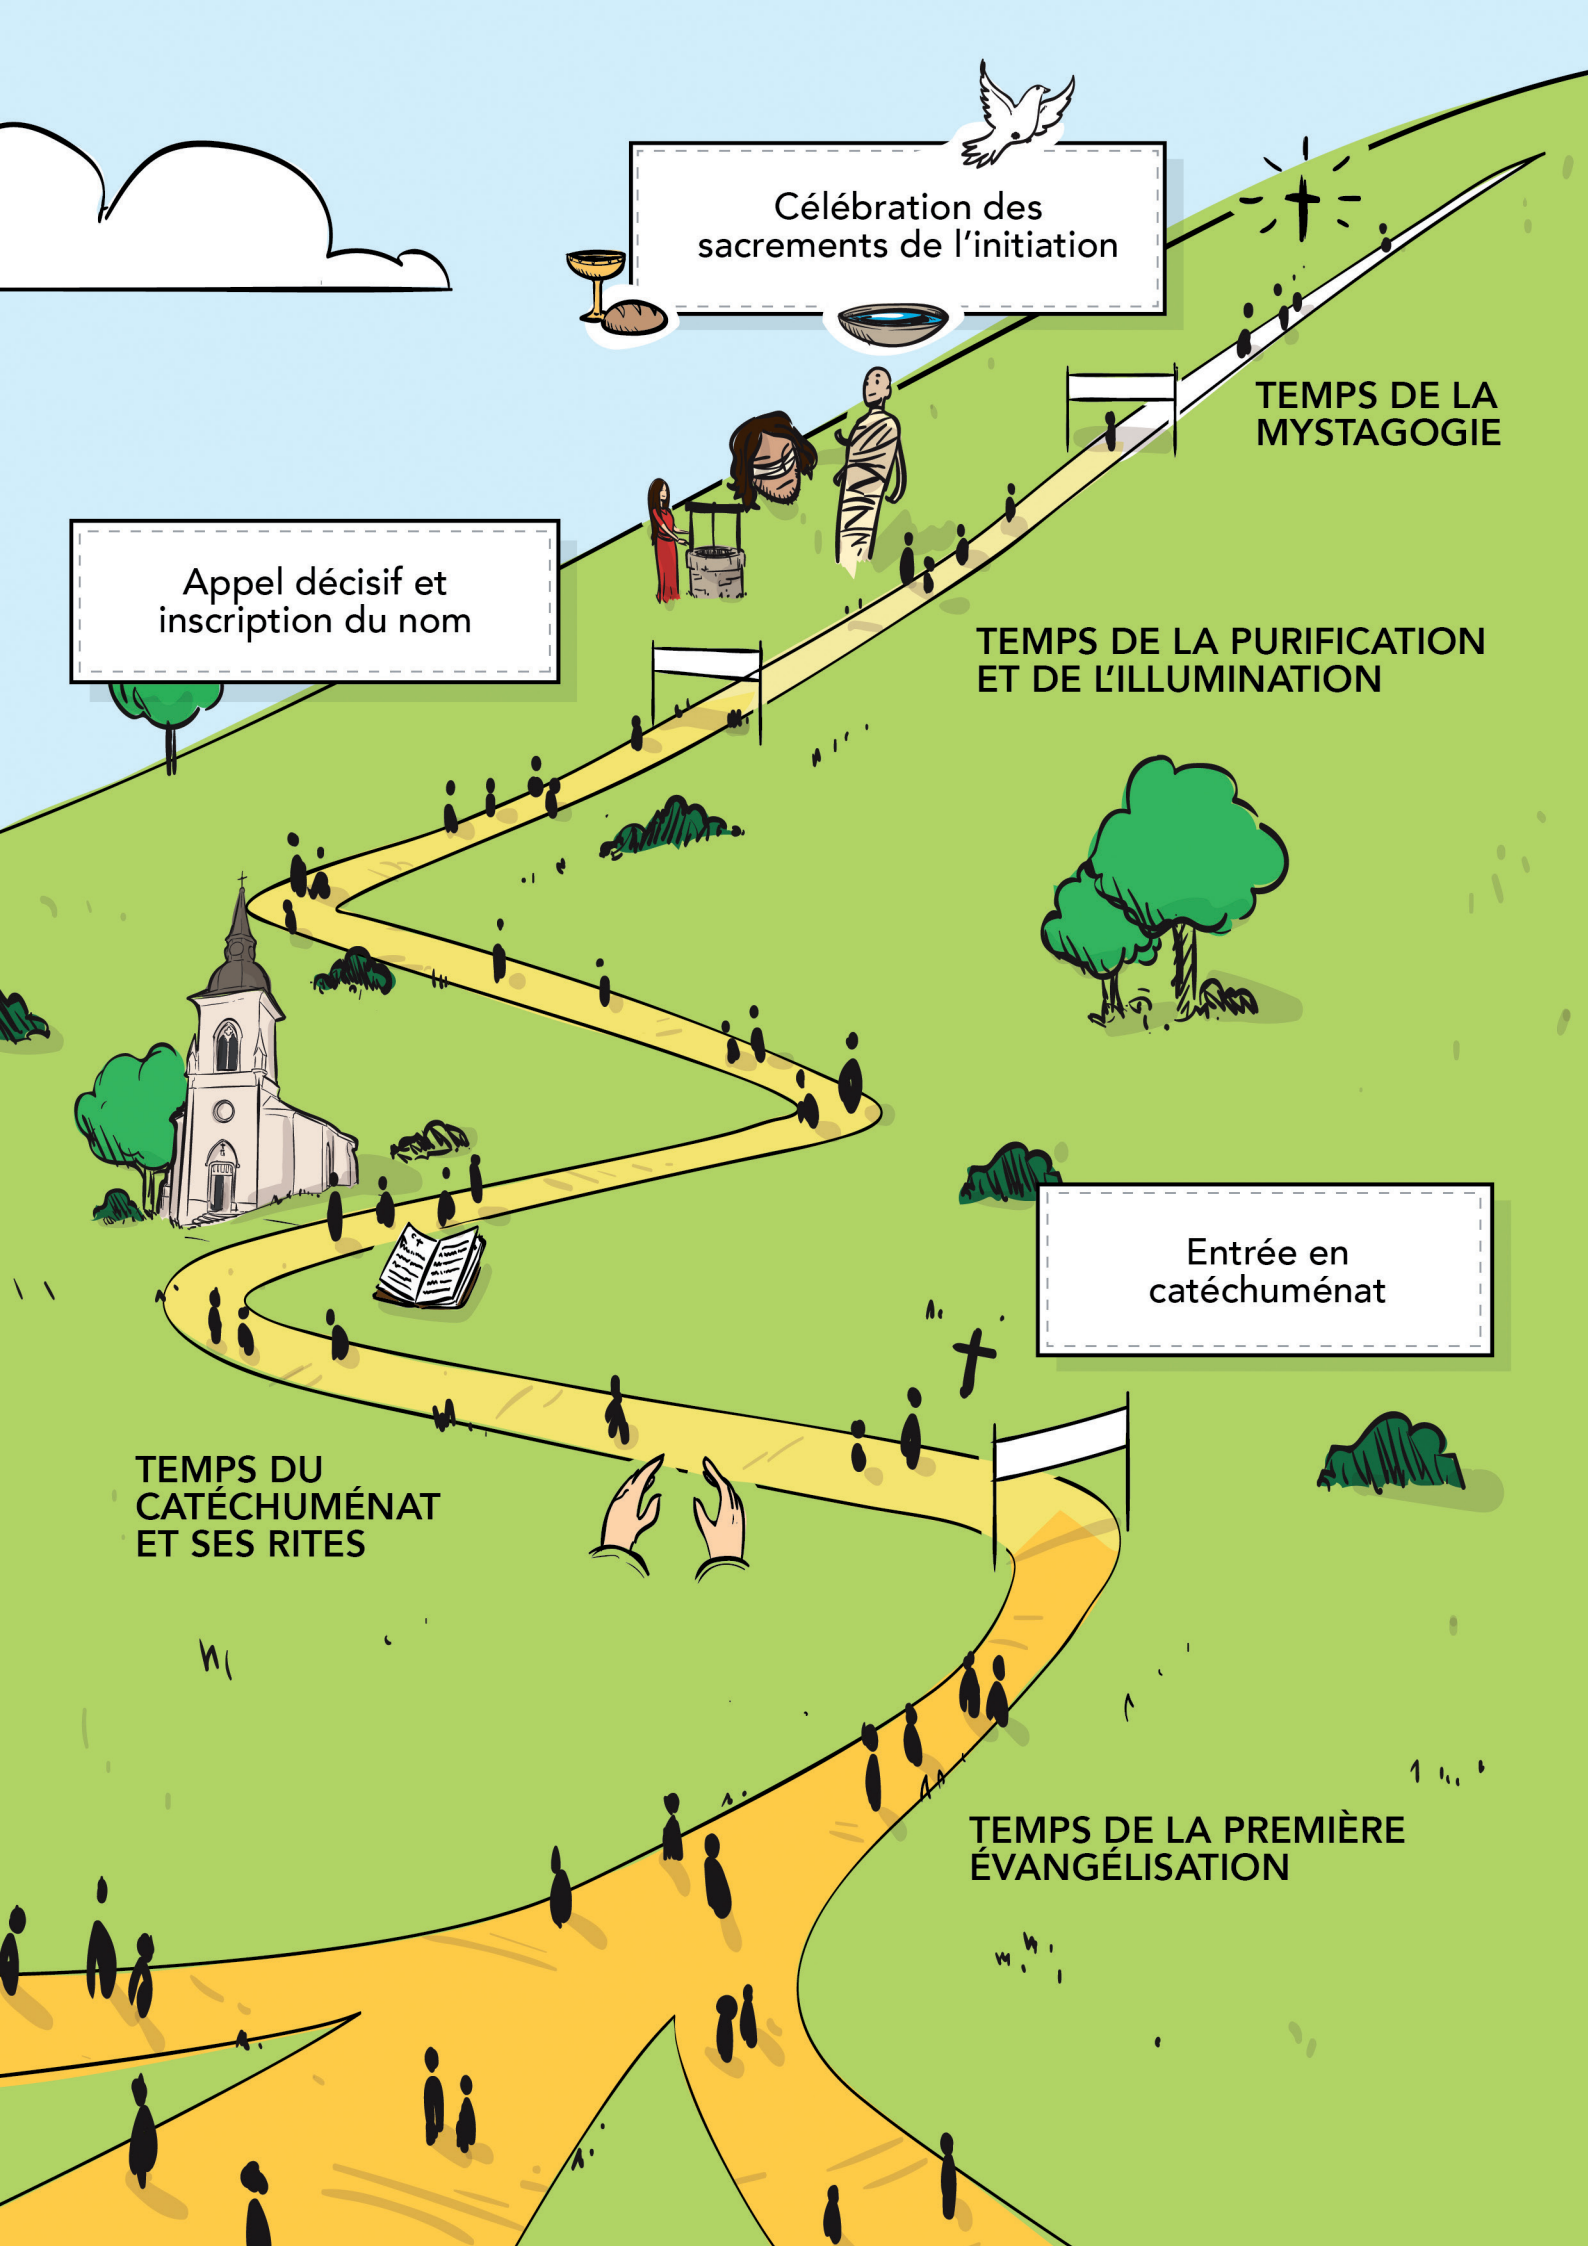 Célébration des
sacrements de l’initiation
TEMPS DE LA
MYSTAGOGIE
Appel décisif et
inscription du nom
TEMPS DE LA PURIFICATION
ET DE L’ILLUMINATION
Entrée en
catéchuménat
TEMPS DU
CATÉCHUMÉNAT
ET SES RITES
TEMPS DE LA PREMIÈRE
ÉVANGÉLISATION